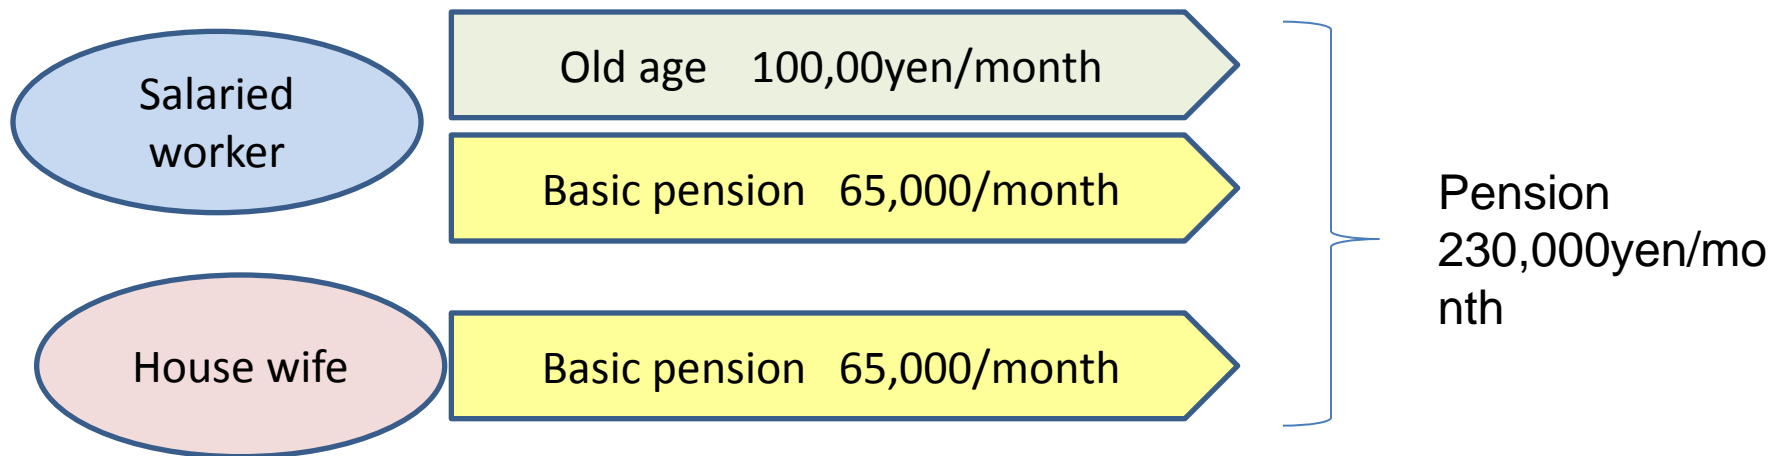 Salaried
worker
Old age 100,00yen/month
Basic pension 65,000/month
House wife
Basic pension 65,000/month
Pension
230,000yen/mo
nth